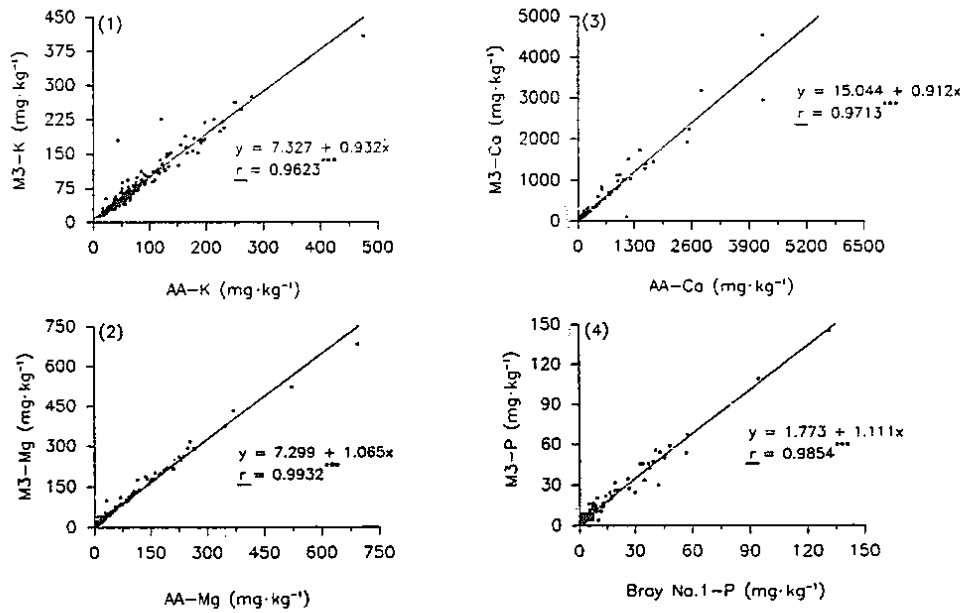 (1)
450
375
300
225
150
75
0
M3-K (mg·kg⁻¹)
y = 7.327 + 0.932x
r = 0.9623***
0 100 200 300 400 500
AA-K (mg·kg⁻¹)
(3)
5000
4000
3000
2000
1000
0
M3-Ca (mg·kg⁻¹)
y = 15.044 + 0.912x
r = 0.9713***
0 1300 2600 3900 5200 6500
AA-Ca (mg·kg⁻¹)
(2)
750
600
450
300
150
0
M3-Mg (mg·kg⁻¹)
y = 7.299 + 1.065x
r = 0.9932***
0 150 300 450 600 750
AA-Mg (mg·kg⁻¹)
(4)
150
120
90
60
30
0
M3-P (mg·kg⁻¹)
y = 1.773 + 1.111x
r = 0.9854***
0 30 60 90 120 150
Bray No.1-P (mg·kg⁻¹)